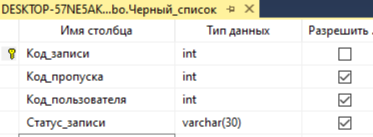 DESKTOP-57NE5AK...bo.Черный_список
Имя столбца Тип данных Разрешить
Код_записи int
Код_пропуска int
Код_пользователя int
Статус_записи varchar(30)